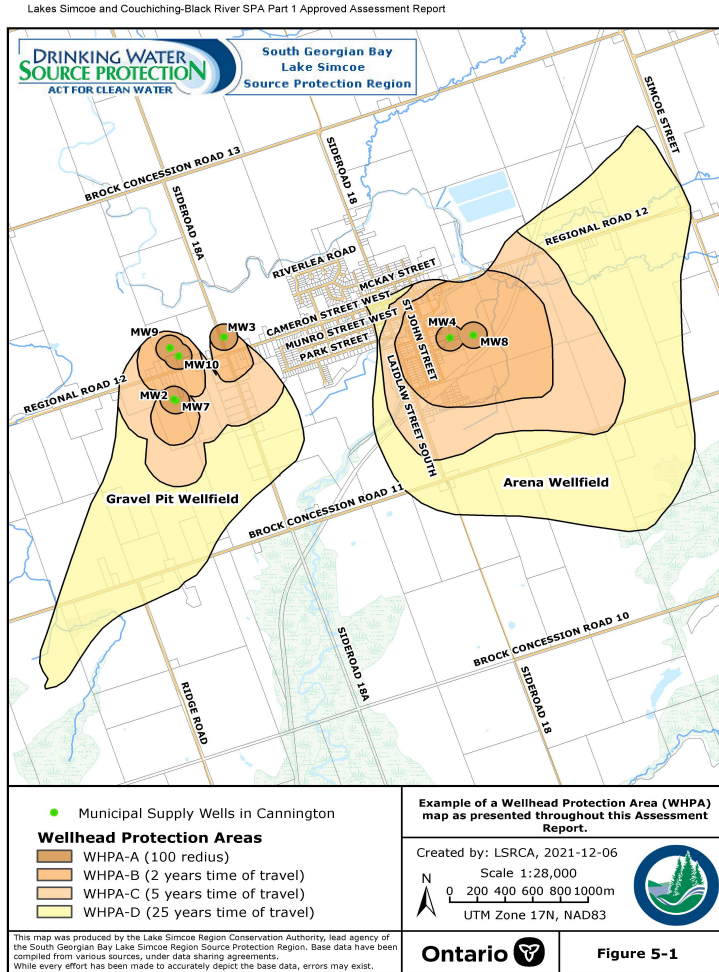 Lakes Simcoe and Couchiching-Black River SPA Part 1 Approved Assessment Report
DRINKING WATER
SOURCE PROTECTION
ACT FOR CLEAN WATER
South Georgian Bay
Lake Simcoe
Source Protection Region
SIMCOE STREET
BROCK CONCESSION ROAD 13
SIDEROAD 18
SIDEROAD 18A
REGIONAL ROAD 12
RIVERLEA ROAD
MCKAY STREET
CAMERON STREET WEST
MUNRO STREET WEST
PARK STREET
ST JOHN STREET
LAIDLAW STREET SOUTH
MW9
MW3
MW10
MW4
MW8
REGIONAL ROAD 12
MW2
MW7
Gravel Pit Wellfield
Arena Wellfield
BROCK CONCESSION ROAD 11
BROCK CONCESSION ROAD 10
SIDEROAD 18A
RIDGE ROAD
SIDEROAD 18
Municipal Supply Wells in Cannington
Wellhead Protection Areas
WHPA-A (100 redius)
WHPA-B (2 years time of travel)
WHPA-C (5 years time of travel)
WHPA-D (25 years time of travel)
Example of a Wellhead Protection Area (WHPA)
map as presented throughout this Assessment
Report.
Created by: LSRCA, 2021-12-06
Scale 1:28,000
N
0 200 400 600 800 1000m
UTM Zone 17N, NAD83
This map was produced by the Lake Simcoe Region Conservation Authority, lead agency of
the South Georgian Bay Lake Simcoe Region Source Protection Region. Base data have been
compiled from various sources, under data sharing agreements.
While every effort has been made to accurately depict the base data, errors may exist.
Ontario
Figure 5-1